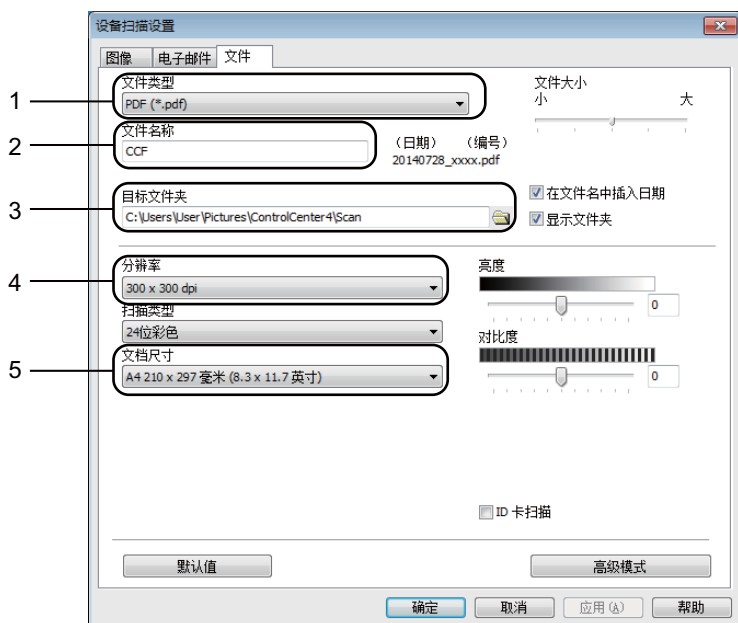 设备扫描设置
图像
电子邮件
文件
1
文件类型
PDF (*.pdf)
文件大小
小
大
2
文件名称
CCF
(日期)
(编号)
20140728_xxxx.pdf
3
目标文件夹
C:\Users\User\Pictures\ControlCenter4\Scan
在文件名中插入日期
显示文件夹
4
分辨率
300 x 300 dpi
扫描类型
24位彩色
5
文档尺寸
A4 210 x 297 毫米 (8.3 x 11.7 英寸)
亮度
0
对比度
0
ID 卡扫描
默认值
高级模式
确定
取消
应用(A)
帮助